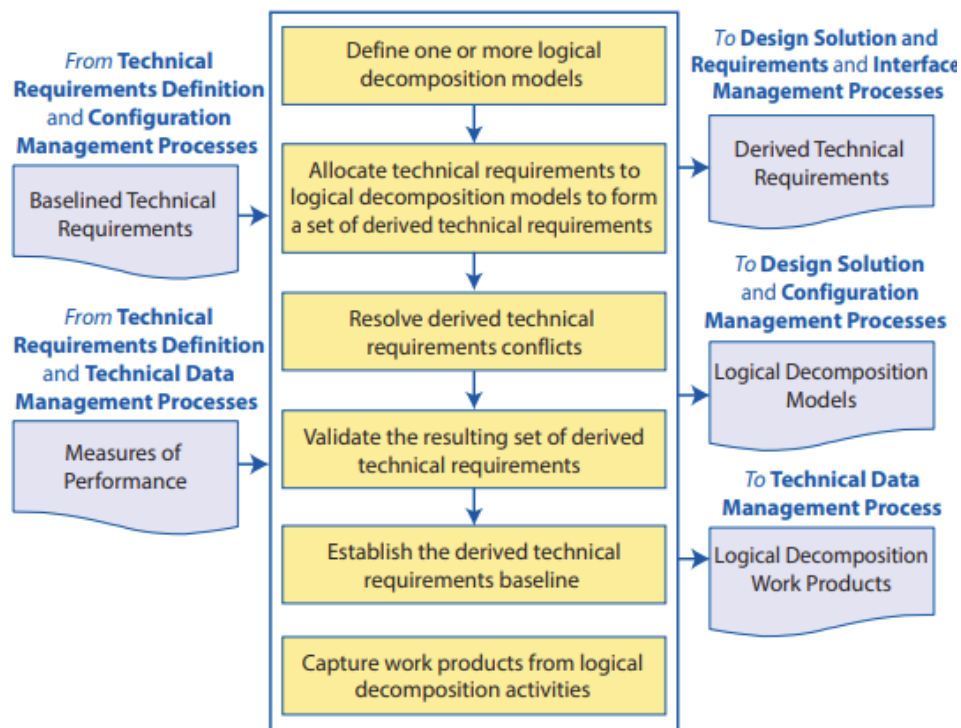 From Technical
Requirements Definition
and Configuration
Management Processes
Baselined Technical
Requirements
From Technical
Requirements Definition
and Technical Data
Management Processes
Measures of
Performance
Define one or more logical
decomposition models
Allocate technical requirements to
logical decomposition models to form
a set of derived technical requirements
Resolve derived technical
requirements conflicts
Validate the resulting set of derived
technical requirements
Establish the derived technical
requirements baseline
Capture work products from logical
decomposition activities
To Design Solution and
Requirements and Interface
Management Processes
Derived Technical
Requirements
To Design Solution
and Configuration
Management Processes
Logical Decomposition
Models
To Technical Data
Management Process
Logical Decomposition
Work Products